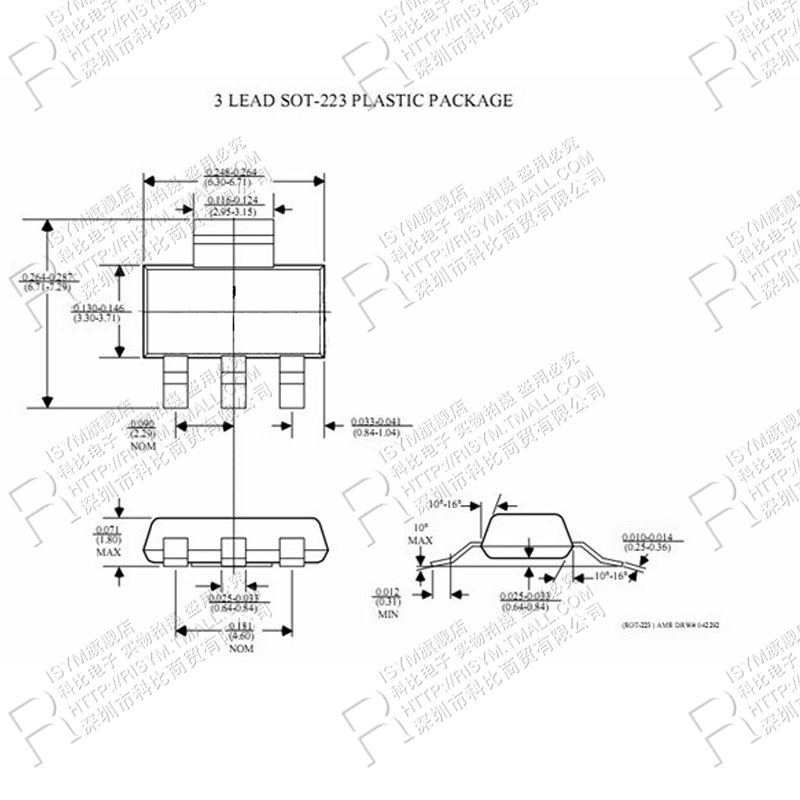 3 LEAD SOT-223 PLASTIC PACKAGE
0.248-0.264
(6.30-6.71)
0.116-0.124
(2.95-3.15)
0.264-0.287
(6.71-7.29)
0.130-0.146
(3.30-3.71)
0.090
(2.29)
NOM
0.033-0.041
(0.84-1.04)
0.071
(1.80)
MAX
0.025-0.033
(0.64-0.84)
0.181
(4.60)
NOM
10°-16°
10°
MAX
0.010-0.014
(0.25-0.36)
10°-16°
0.012
(0.31)
MIN
0.025-0.033
(0.64-0.84)
(SOT-223 ) AMS DRW# 042292
ISYM旗舰店
科比电子 实物拍摄 盗用必究
HTTP://RISYM.TMALL.COM/
深圳市科比商贸有限公司